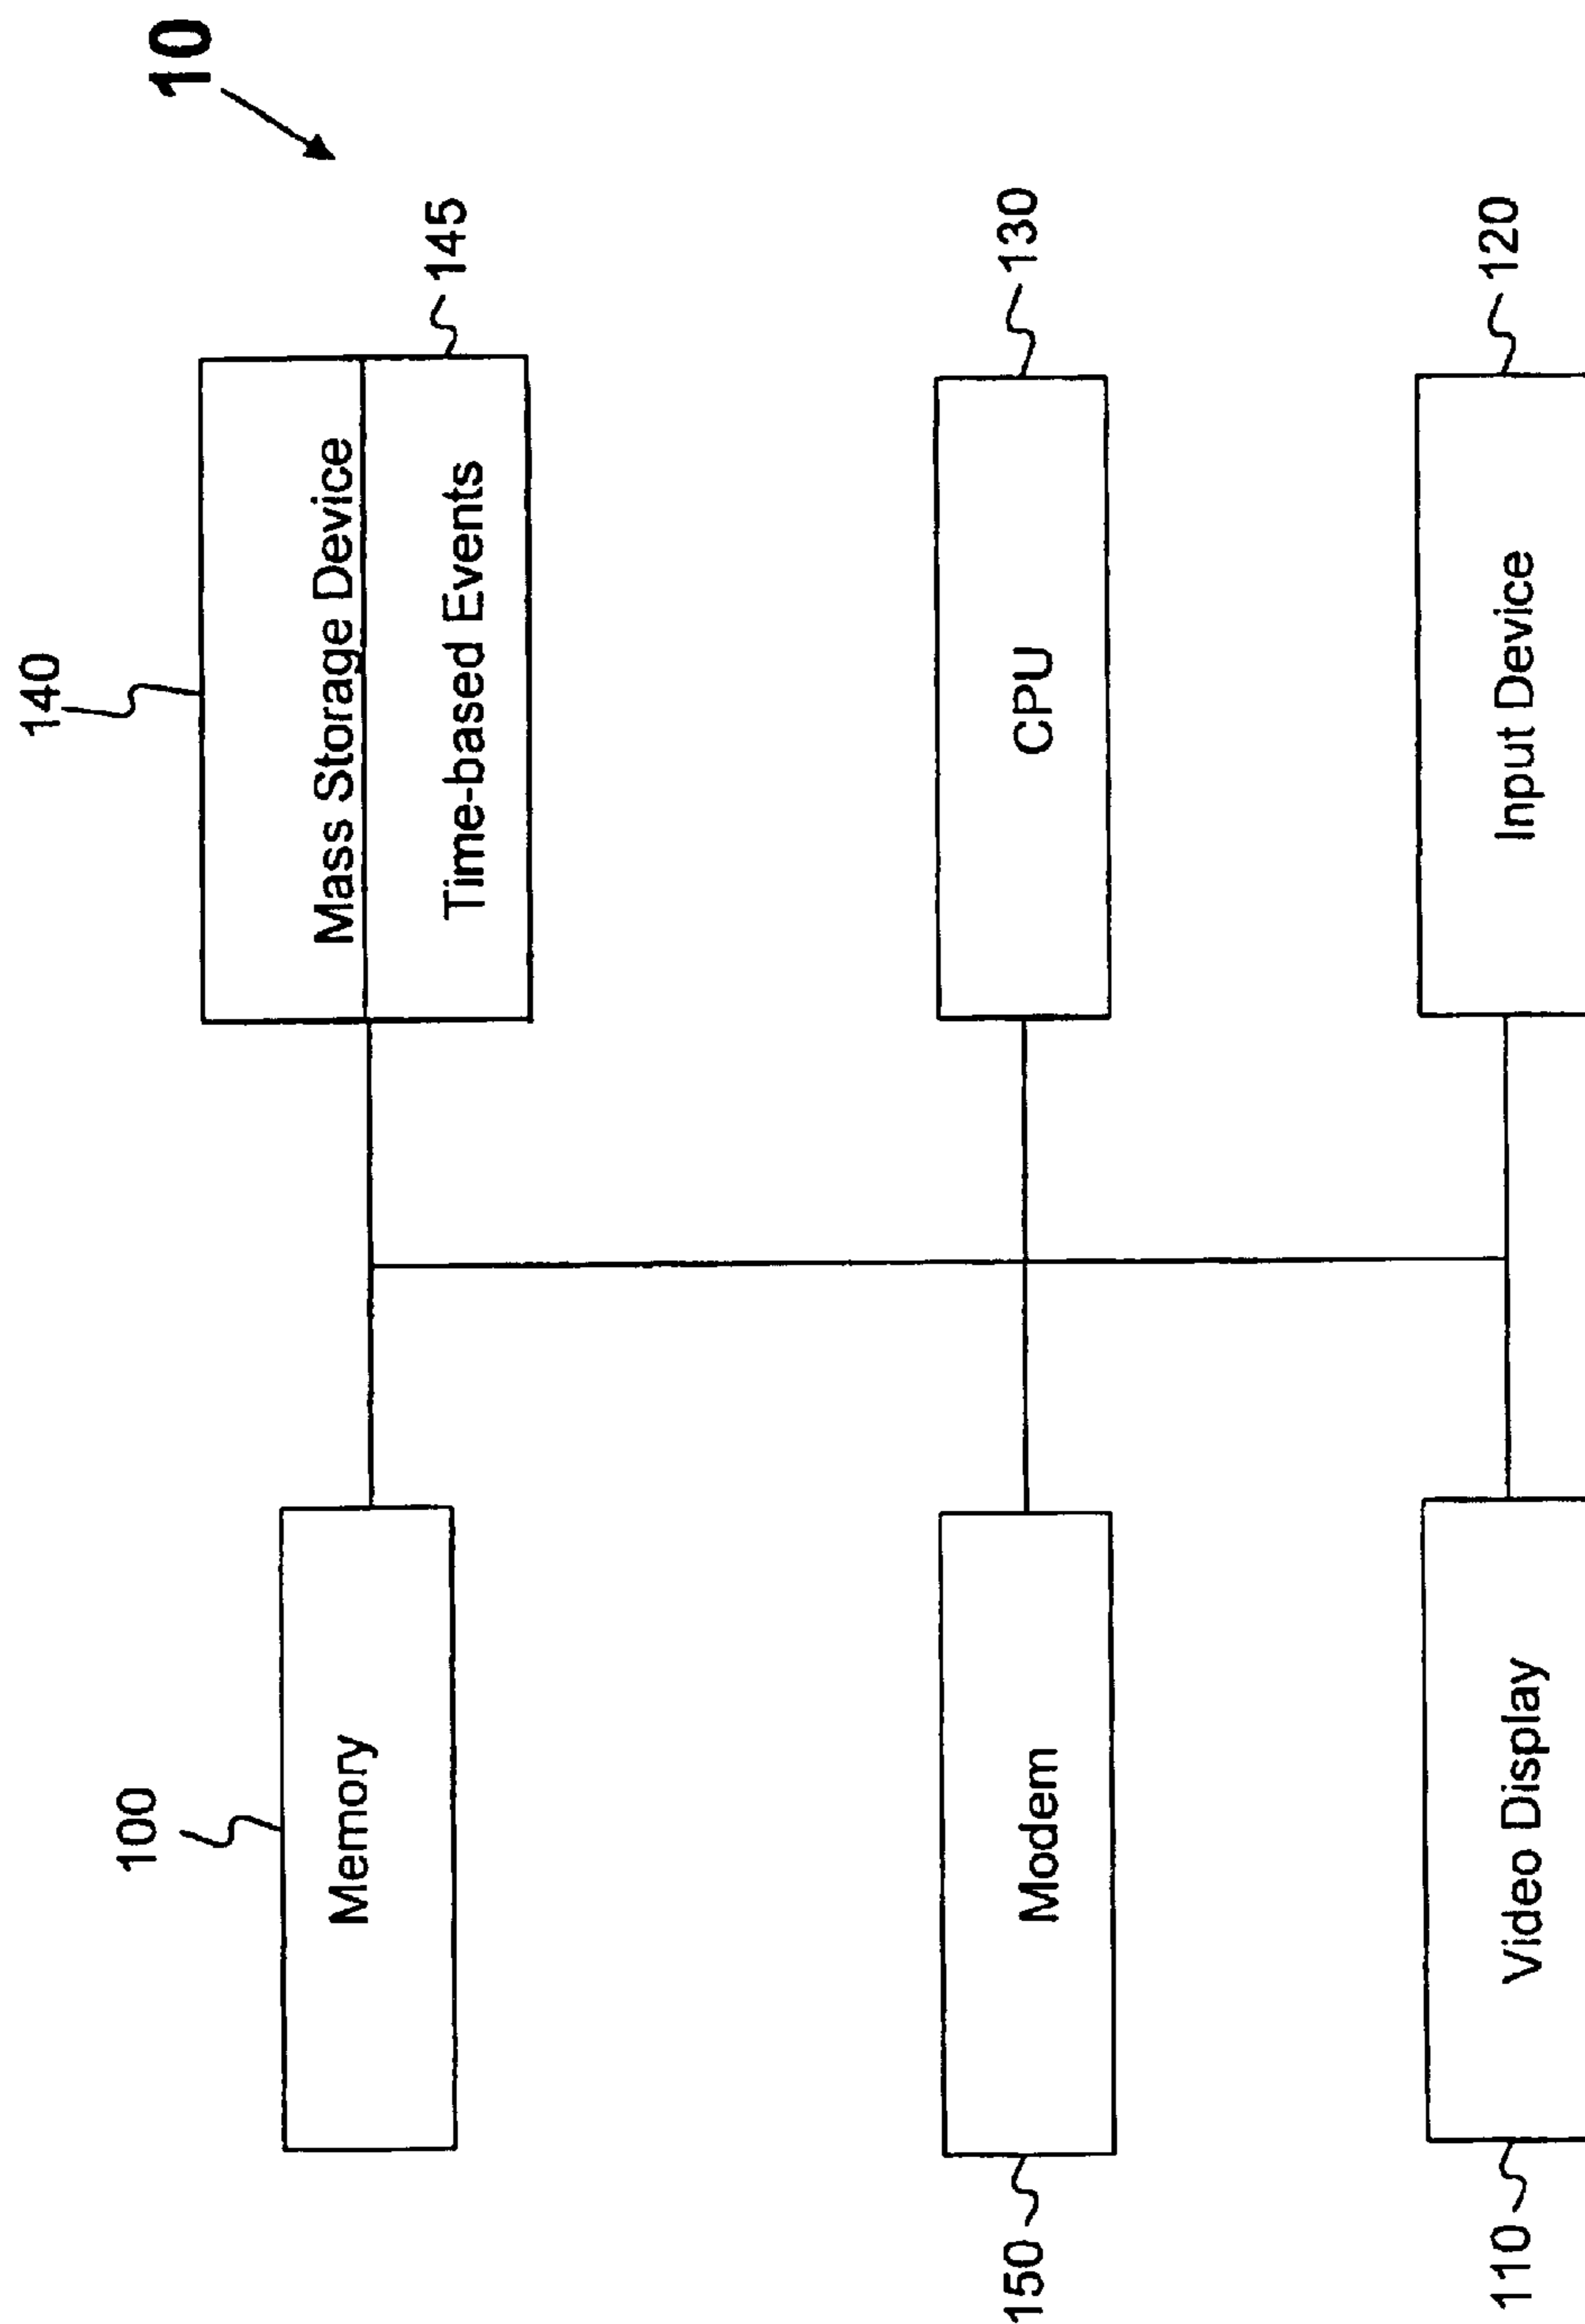 10
140
100
Mass Storage Device
Memory
Time-based Events
145
CPU
130
150
Modem
Input Device
120
110
Video Display